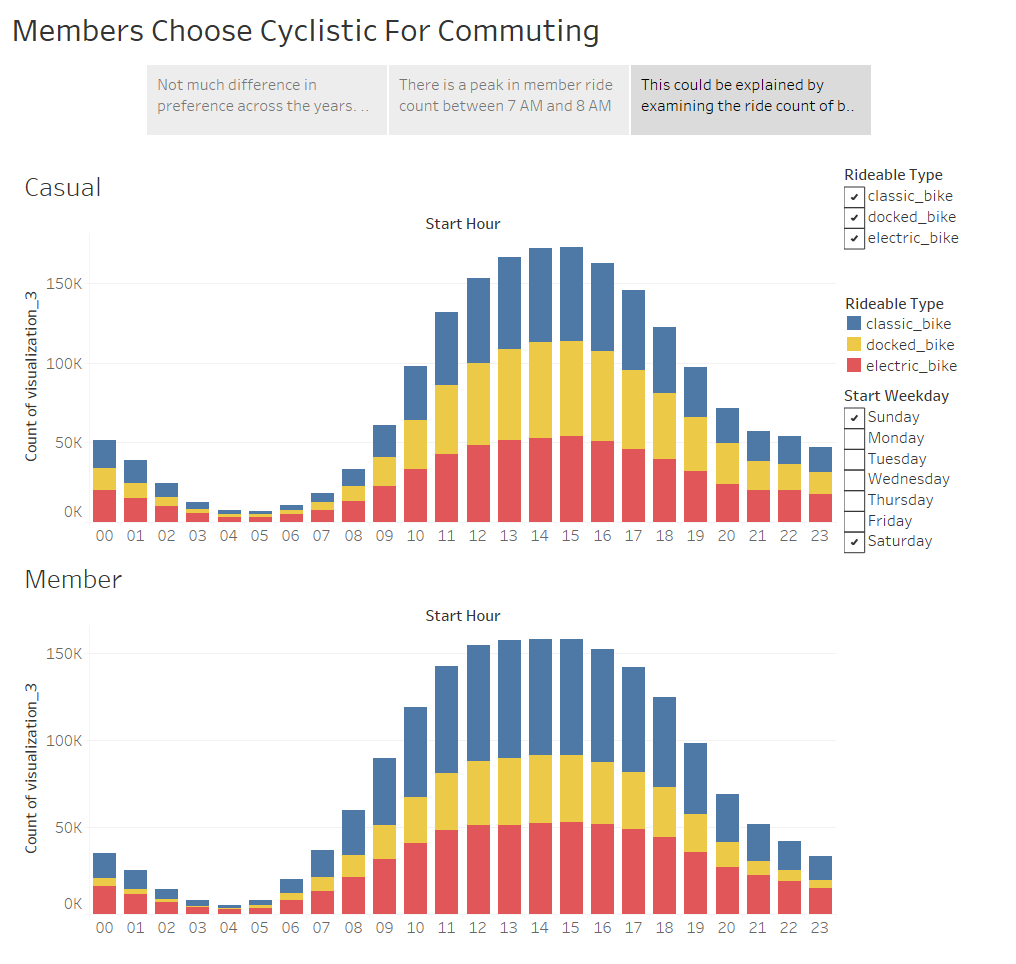 Members Choose Cyclistic For Commuting
Not much difference in
preference across the years. ..
There is a peak in member ride
count between 7 AM and 8 AM
This could be explained by
examining the ride count of b..
Casual
Start Hour
Count of visualization_3
150K
100K
50K
0K
00 01 02 03 04 05 06 07 08 09 10 11 12 13 14 15 16 17 18 19 20 21 22 23
Rideable Type
classic_bike
docked_bike
electric_bike
Rideable Type
classic_bike
docked_bike
electric_bike
Start Weekday
Sunday
Monday
Tuesday
Wednesday
Thursday
Friday
Saturday
Member
Start Hour
Count of visualization_3
150K
100K
50K
0K
00 01 02 03 04 05 06 07 08 09 10 11 12 13 14 15 16 17 18 19 20 21 22 23